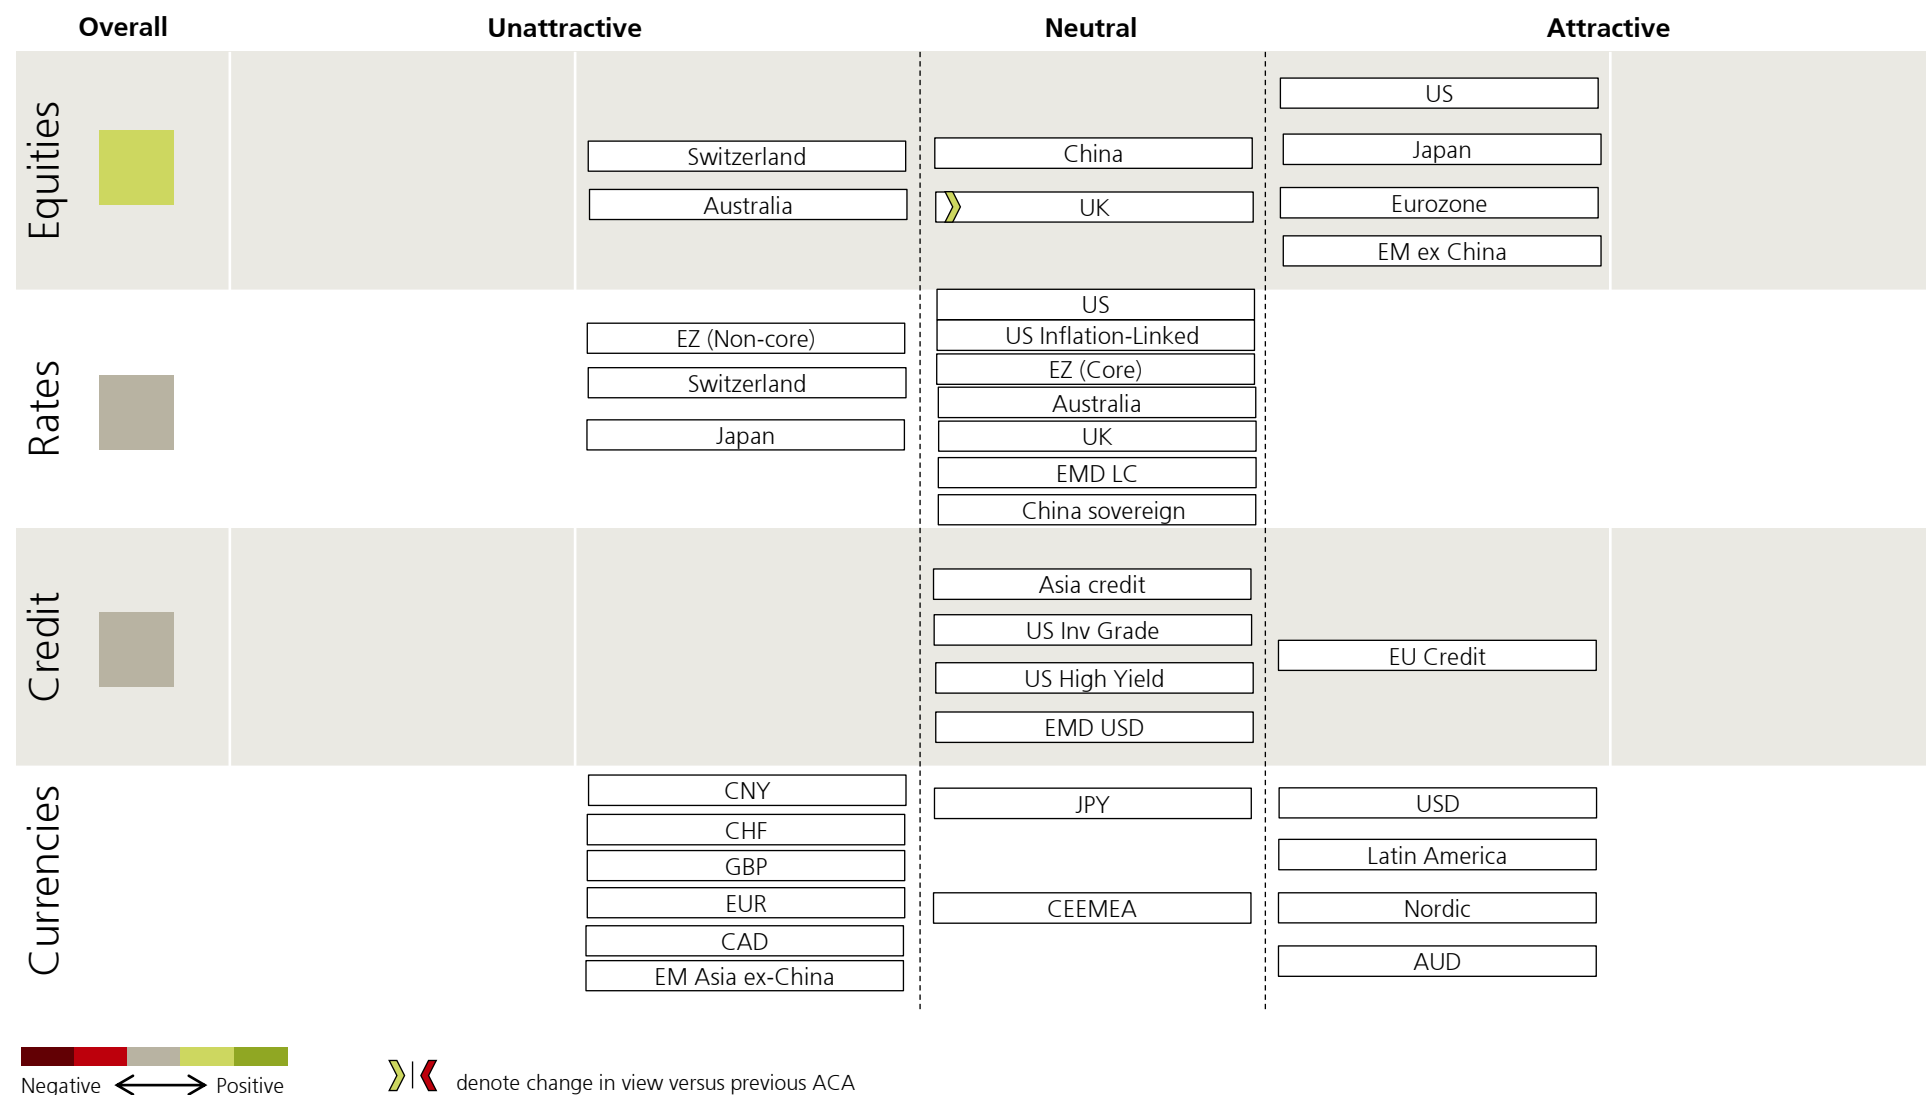 Overall
Unattractive
Neutral
Attractive
Equities
Switzerland
Australia
China
UK
US
Japan
Eurozone
EM ex China
Rates
EZ (Non-core)
Switzerland
Japan
US
US Inflation-Linked
EZ (Core)
Australia
UK
EMD LC
China sovereign
Credit
Asia credit
US Inv Grade
US High Yield
EMD USD
EU Credit
Currencies
CNY
CHF
GBP
EUR
CAD
EM Asia ex-China
JPY
CEEMEA
USD
Latin America
Nordic
AUD
Negative
Positive
denote change in view versus previous ACA